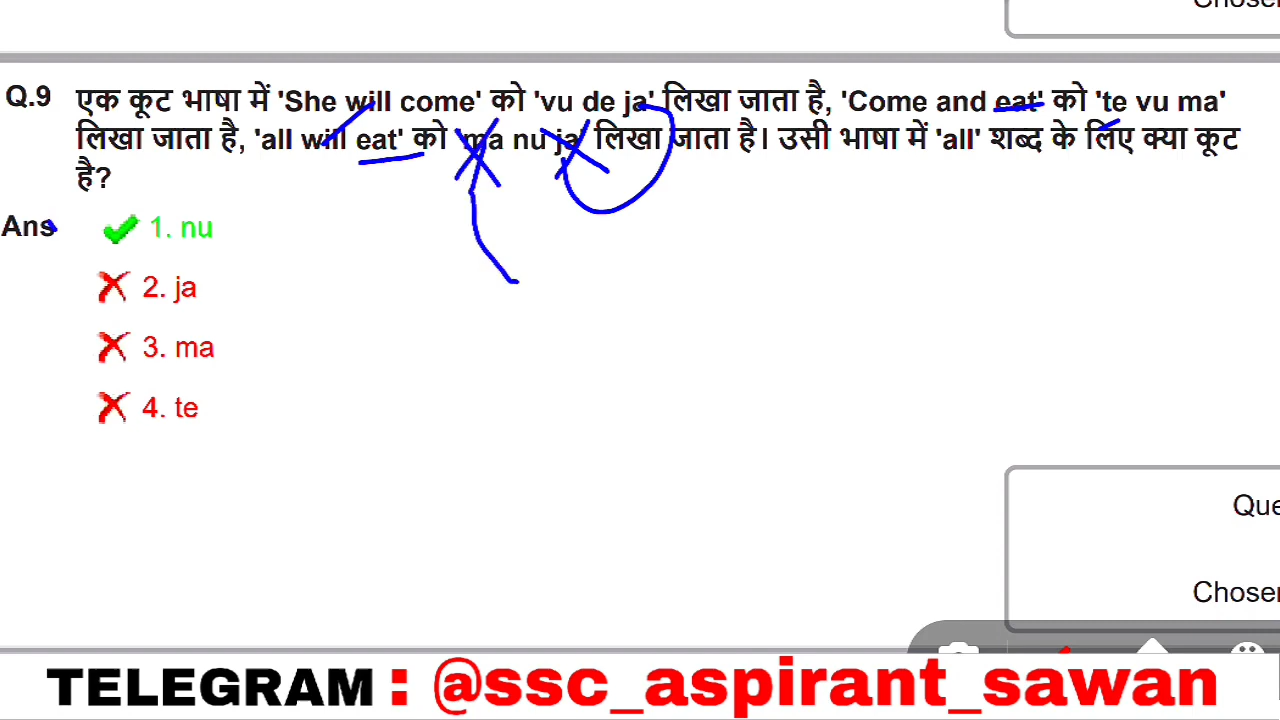 Chosen
Q.9 एक कूट भाषा में 'She will come' को 'vu de ja' लिखा जाता है, 'Come and eat' को 'te vu ma'
लिखा जाता है, 'all will eat' को 'ma nu ja' लिखा जाता है। उसी भाषा में 'all' शब्द के लिए क्या कूट
है?
Ans 1. nu
2. ja
3. ma
4. te
Que
Chosen
TELEGRAM : @ssc_aspirant_sawan